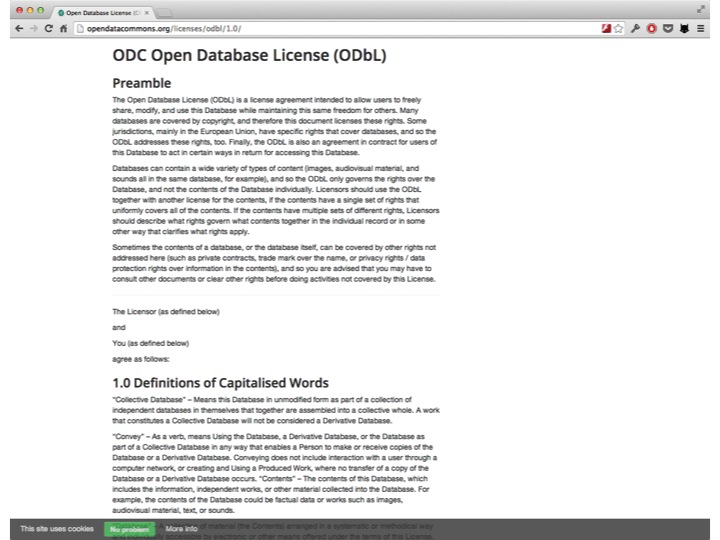 Open Database License (O
opendatacommons.org/licenses/odbl/1.0/
ODC Open Database License (ODbL)
Preamble
The Open Database License (ODbL) is a license agreement intended to allow users to freely
share, modify, and use this Database while maintaining this same freedom for others. Many
databases are covered by copyright, and therefore this document licenses these rights. Some
jurisdictions, mainly in the European Union, have specific rights that cover databases, and so the
ODbL addresses these rights, too. Finally, the ODbL is also an agreement in contract for users of
this Database to act in certain ways in return for accessing this Database.
Databases can contain a wide variety of types of content (images, audiovisual material, and
sounds all in the same database, for example), and so the ODbL only governs the rights over the
Database, and not the contents of the Database individually. Licensors should use the ODbL
together with another license for the contents, if the contents have a single set of rights that
uniformly covers all of the contents. If the contents have multiple sets of different rights, Licensors
should describe what rights govern what contents together in the individual record or in some
other way that clarifies what rights apply.
Sometimes the contents of a database, or the database itself, can be covered by other rights not
addressed here (such as private contracts, trade mark over the name, or privacy rights / data
protection rights over information in the contents), and so you are advised that you may have to
consult other documents or clear other rights before doing activities not covered by this License.
The Licensor (as defined below)
and
You (as defined below)
agree as follows:
1.0 Definitions of Capitalised Words
“Collective Database” – Means this Database in unmodified form as part of a collection of
independent databases in themselves that together are assembled into a collective whole. A work
that constitutes a Collective Database will not be considered a Derivative Database.
“Convey” – As a verb, means Using the Database, a Derivative Database, or the Database as
part of a Collective Database in any way that enables a Person to make or receive copies of the
Database or a Derivative Database. Conveying does not include interaction with a user through a
computer network, or creating and Using a Produced Work, where no transfer of a copy of the
Database or a Derivative Database occurs. “Contents” – The contents of this Database, which
includes the information, independent works, or other material collected into the Database. For
example, the contents of the Database could be factual data or works such as images,
audiovisual material, text, or sounds.
of material (the Contents) arranged in a systematic or methodical way
This site uses cookies No problem More info
accessible by electronic or other means offered under the terms of this License.